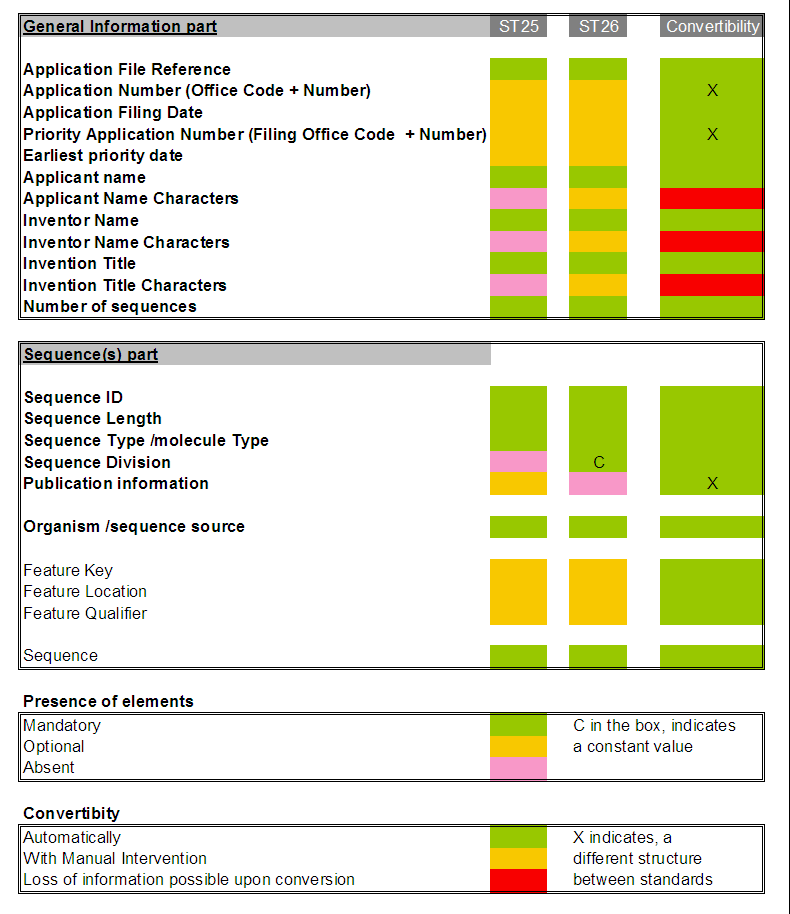 General Information part ST25 ST26 Convertibility
Application File Reference
Application Number (Office Code + Number) X
Application Filing Date
Priority Application Number (Filing Office Code + Number) X
Earliest priority date
Applicant name
Applicant Name Characters
Inventor Name
Inventor Name Characters
Invention Title
Invention Title Characters
Number of sequences
Sequence(s) part
Sequence ID
Sequence Length
Sequence Type /molecule Type
Sequence Division C
Publication information X
Organism /sequence source
Feature Key
Feature Location
Feature Qualifier
Sequence
Presence of elements
Mandatory C in the box, indicates
Optional a constant value
Absent
Convertibity
Automatically X indicates, a
With Manual Intervention different structure
Loss of information possible upon conversion between standards